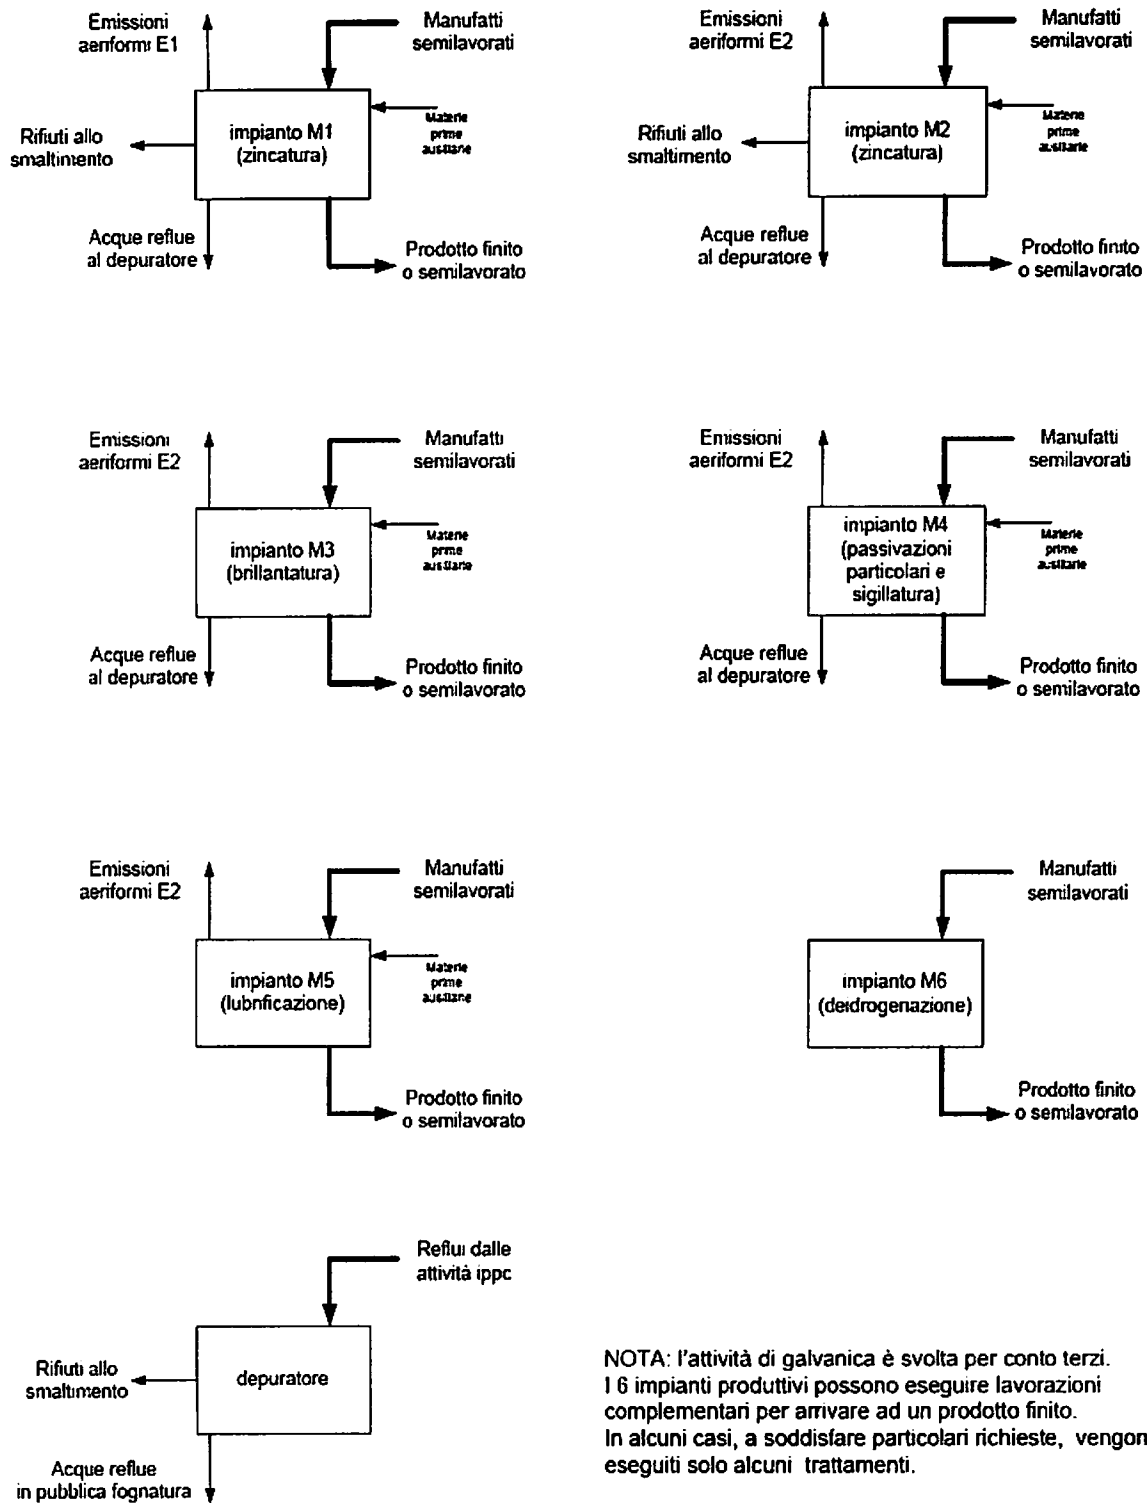 Emissioni
aeriformi E1
Manufatti
semilavorati
Rifiuti allo
smaltimento
impianto M1
(zincatura)
Materie
prime
ausiliarie
Acque reflue
al depuratore
Prodotto finito
o semilavorato
Emissioni
aeriformi E2
Manufatti
semilavorati
Rifiuti allo
smaltimento
impianto M2
(zincatura)
Materie
prime
ausiliarie
Acque reflue
al depuratore
Prodotto finito
o semilavorato
Emissioni
aeriformi E2
Manufatti
semilavorati
impianto M3
(brillantatura)
Materie
prime
ausiliarie
Acque reflue
al depuratore
Prodotto finito
o semilavorato
Emissioni
aeriformi E2
Manufatti
semilavorati
impianto M4
(passivazioni
particolari e
sigillatura)
Materie
prime
ausiliarie
Acque reflue
al depuratore
Prodotto finito
o semilavorato
Emissioni
aeriformi E2
Manufatti
semilavorati
impianto M5
(lubrificazione)
Materie
prime
ausiliarie
Prodotto finito
o semilavorato
Manufatti
semilavorati
impianto M6
(deidrogenazione)
Prodotto finito
o semilavorato
Reflui dalle
attività ippc
Rifiuti allo
smaltimento
depuratore
Acque reflue
in pubblica fognatura
NOTA: l'attività di galvanica è svolta per conto terzi.
I 6 impianti produttivi possono eseguire lavorazioni
complementari per arrivare ad un prodotto finito.
In alcuni casi, a soddisfare particolari richieste, vengon
eseguiti solo alcuni trattamenti.